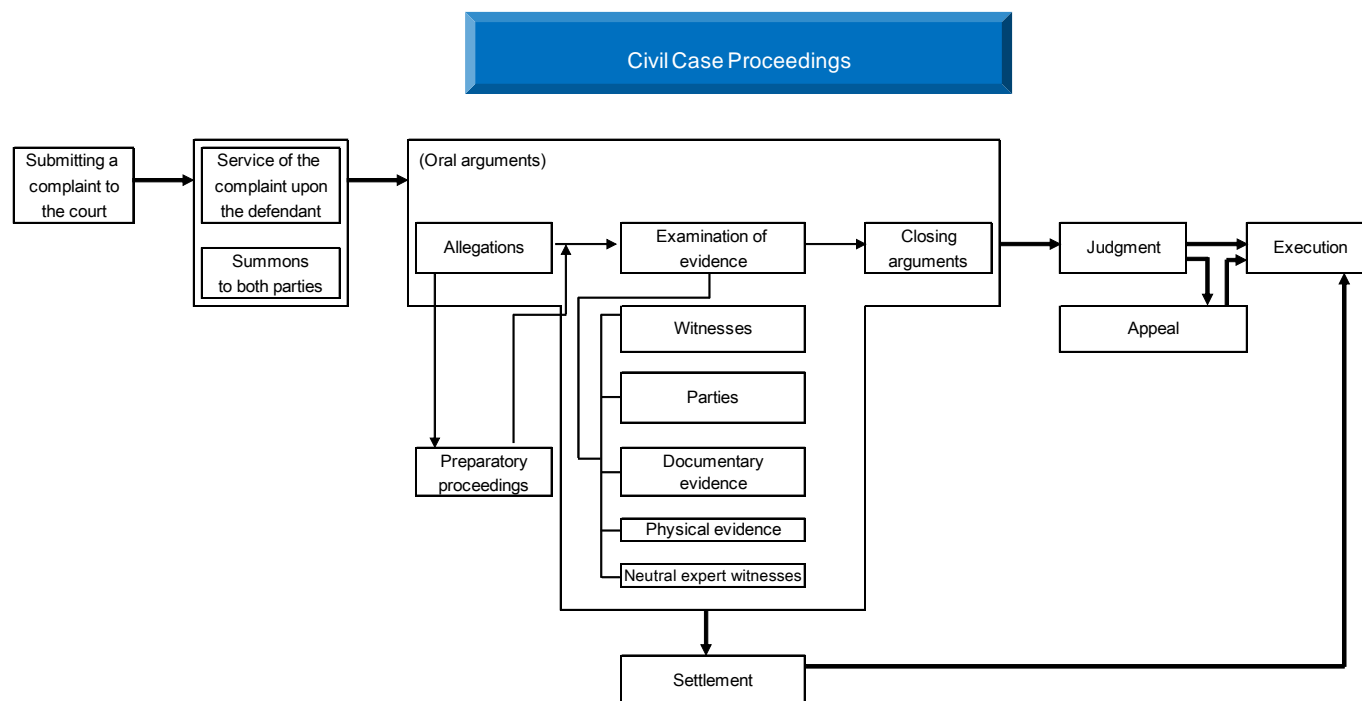 Civil Case Proceedings
Submitting a
complaint to
the court
Service of the
complaint upon
the defendant
Summons
to both parties
(Oral arguments)
Allegations
Examination of
evidence
Closing
arguments
Judgment
Execution
Appeal
Witnesses
Parties
Preparatory
proceedings
Documentary
evidence
Physical evidence
Neutral expert witnesses
Settlement